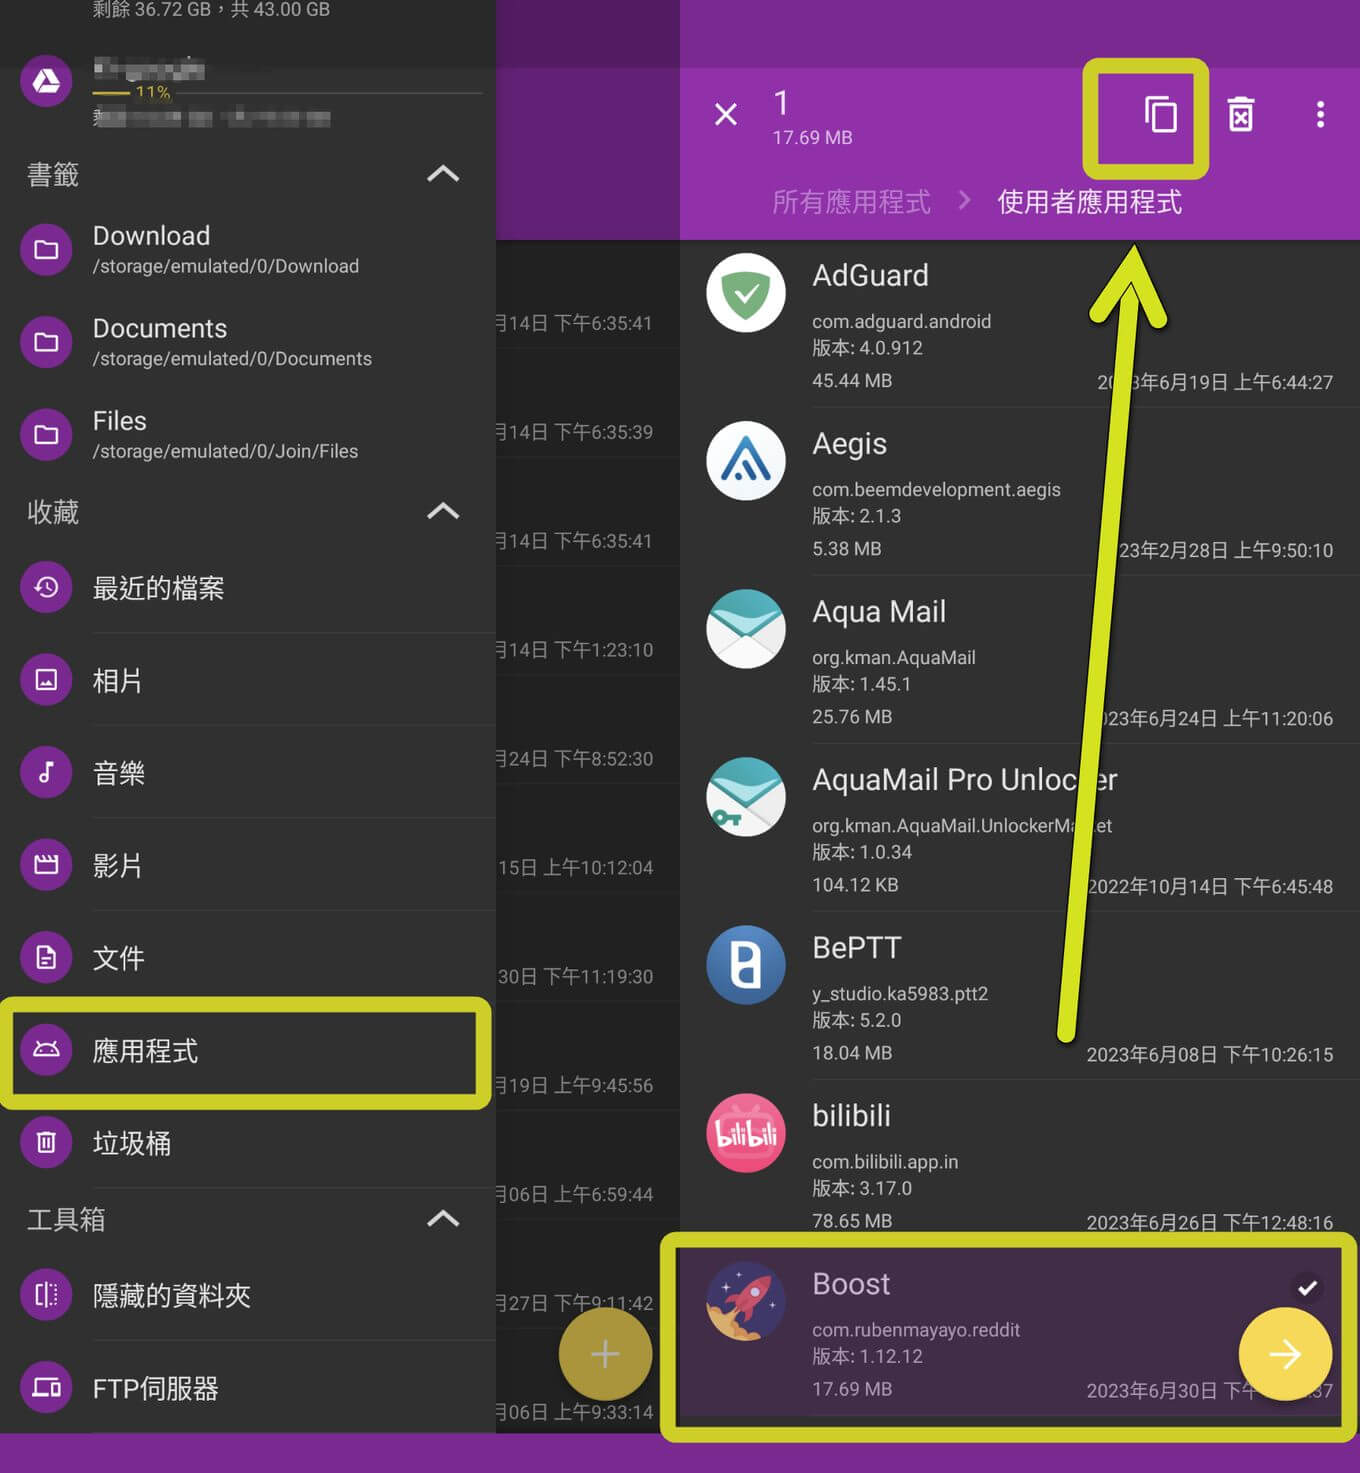 剩餘 36.72 GB，共 43.00 GB
11%
書籤
Download
/storage/emulated/0/Download
Documents
/storage/emulated/0/Documents
Files
/storage/emulated/0/Join/Files
收藏
最近的檔案
相片
音樂
影片
文件
應用程式
垃圾桶
工具箱
隱藏的資料夾
FTP伺服器
月14日 下午6:35:41
月14日 下午6:35:39
月14日 下午6:35:41
月14日 下午1:23:10
月24日 下午8:52:30
15日 上午10:12:04
30日 下午11:19:30
月19日 上午9:45:56
月06日 上午6:59:44
月27日 下午9:11:42
月06日 上午9:33:14
1
17.69 MB
所有應用程式 > 使用者應用程式
AdGuard
com.adguard.android
版本: 4.0.912
45.44 MB 2023年6月19日 上午6:44:27
Aegis
com.beemdevelopment.aegis
版本: 2.1.3
5.38 MB 23年2月28日 上午9:50:10
Aqua Mail
org.kman.AquaMail
版本: 1.45.1
25.76 MB 023年6月24日 上午11:20:06
AquaMail Pro Unlocker
org.kman.AquaMail.UnlockerMarket
版本: 1.0.34
104.12 KB 2022年10月14日 下午6:45:48
BePTT
y_studio.ka5983.ptt2
版本: 5.2.0
18.04 MB 2023年6月08日 下午10:26:15
bilibili
bilibili
com.bilibili.app.in
版本: 3.17.0
78.65 MB 2023年6月26日 下午12:48:16
Boost
com.rubenmayayo.reddit
版本: 1.12.12
17.69 MB 2023年6月30日 下午 :37